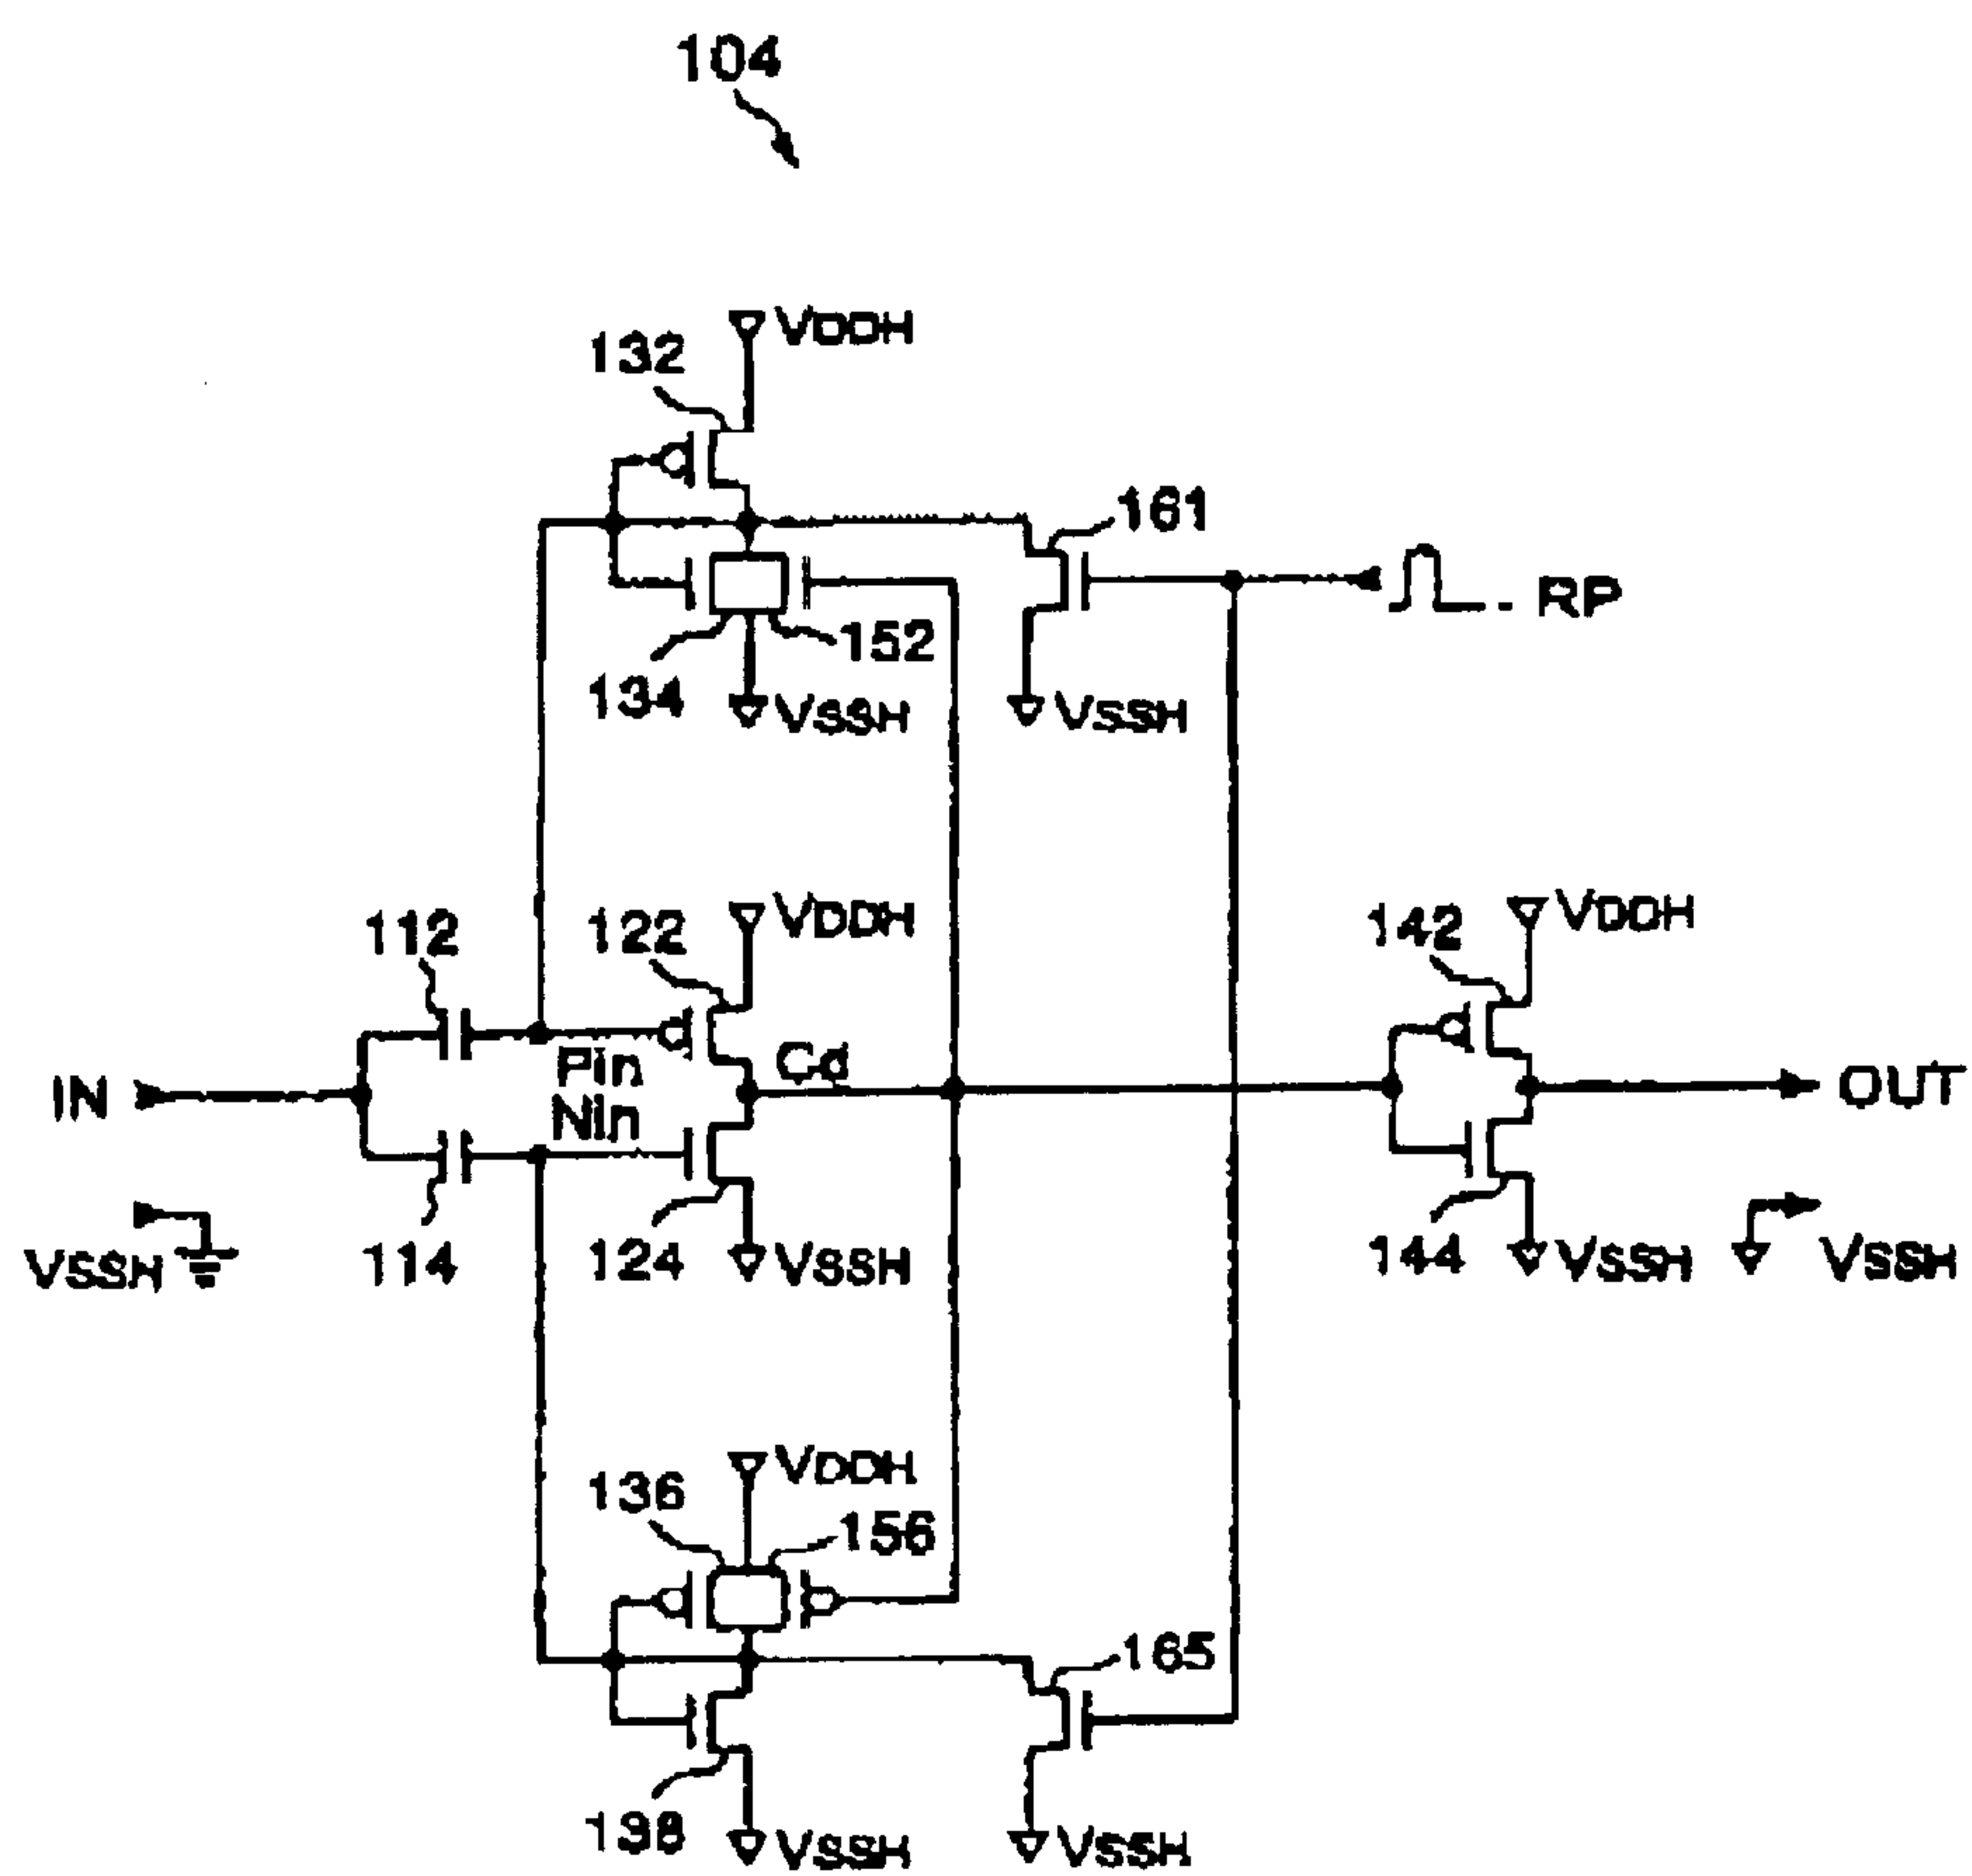 104
VDDH
132
161
RP
152
134
VSSH
VSSH
112
122
VDDH
142
VDDH
Pin
Cd
IN
Nin
OUT
VSSH
114
124
VSSH
144
VSSH
VSSH
136
VDDH
156
165
138
VSSH
VSSH